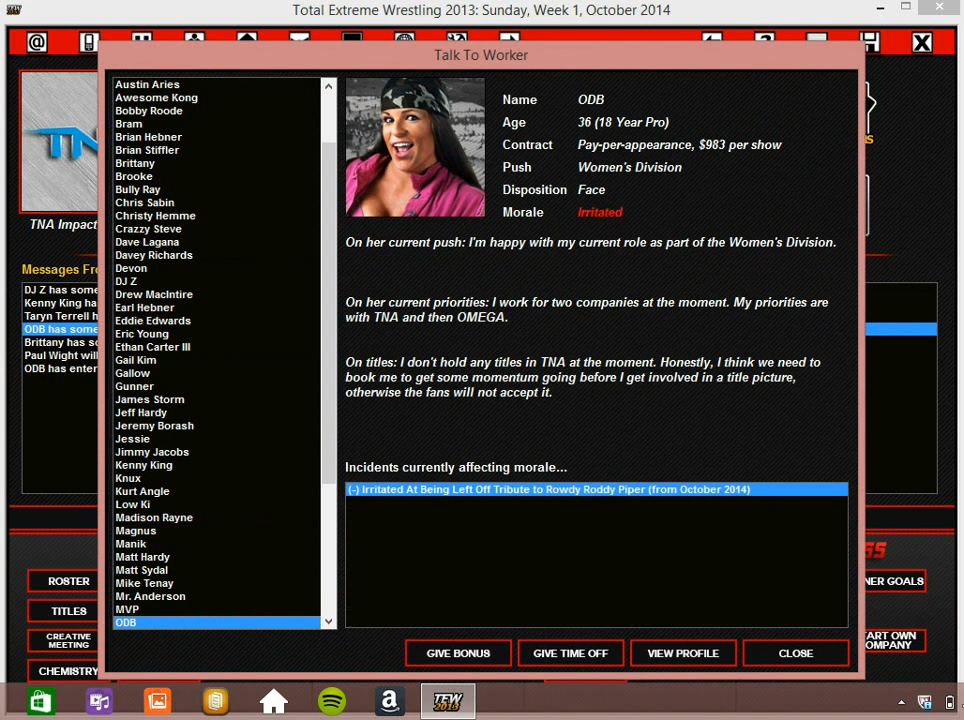 Total Extreme Wrestling 2013: Sunday, Week 1, October 2014
Talk To Worker
TNA Impact
Messages Fro
DJ Z has some
Kenny King ha
Taryn Terrell h
ODB has some
Brittany has so
Paul Wight will
ODB has enter
ROSTER
TITLES
CREATIVE
MEETING
CHEMISTRY
Austin Aries
Awesome Kong
Bobby Roode
Bram
Brian Hebner
Brian Stiffler
Brittany
Brooke
Bully Ray
Chris Sabin
Christy Hemme
Crazzy Steve
Dave Lagana
Davey Richards
Devon
DJ Z
Drew MacIntire
Earl Hebner
Eddie Edwards
Eric Young
Ethan Carter III
Gail Kim
Gallow
Gunner
James Storm
Jeff Hardy
Jeremy Borash
Jessie
Jimmy Jacobs
Kenny King
Knux
Kurt Angle
Low Ki
Madison Rayne
Magnus
Manik
Matt Hardy
Matt Sydal
Mike Tenay
Mr. Anderson
MVP
ODB
Name ODB
Age 36 (18 Year Pro)
Contract Pay-per-appearance, $983 per show
Push Women's Division
Disposition Face
Morale Irritated
On her current push: I'm happy with my current role as part of the Women's Division.
On her current priorities: I work for two companies at the moment. My priorities are
with TNA and then OMEGA.
On titles: I don't hold any titles in TNA at the moment. Honestly, I think we need to
book me to get some momentum going before I get involved in a title picture,
otherwise the fans will not accept it.
Incidents currently affecting morale...
(-) Irritated At Being Left Off Tribute to Rowdy Roddy Piper (from October 2014)
GIVE BONUS GIVE TIME OFF VIEW PROFILE CLOSE
SS
NER GOALS
ART OWN
OMPANY
TEW
2013